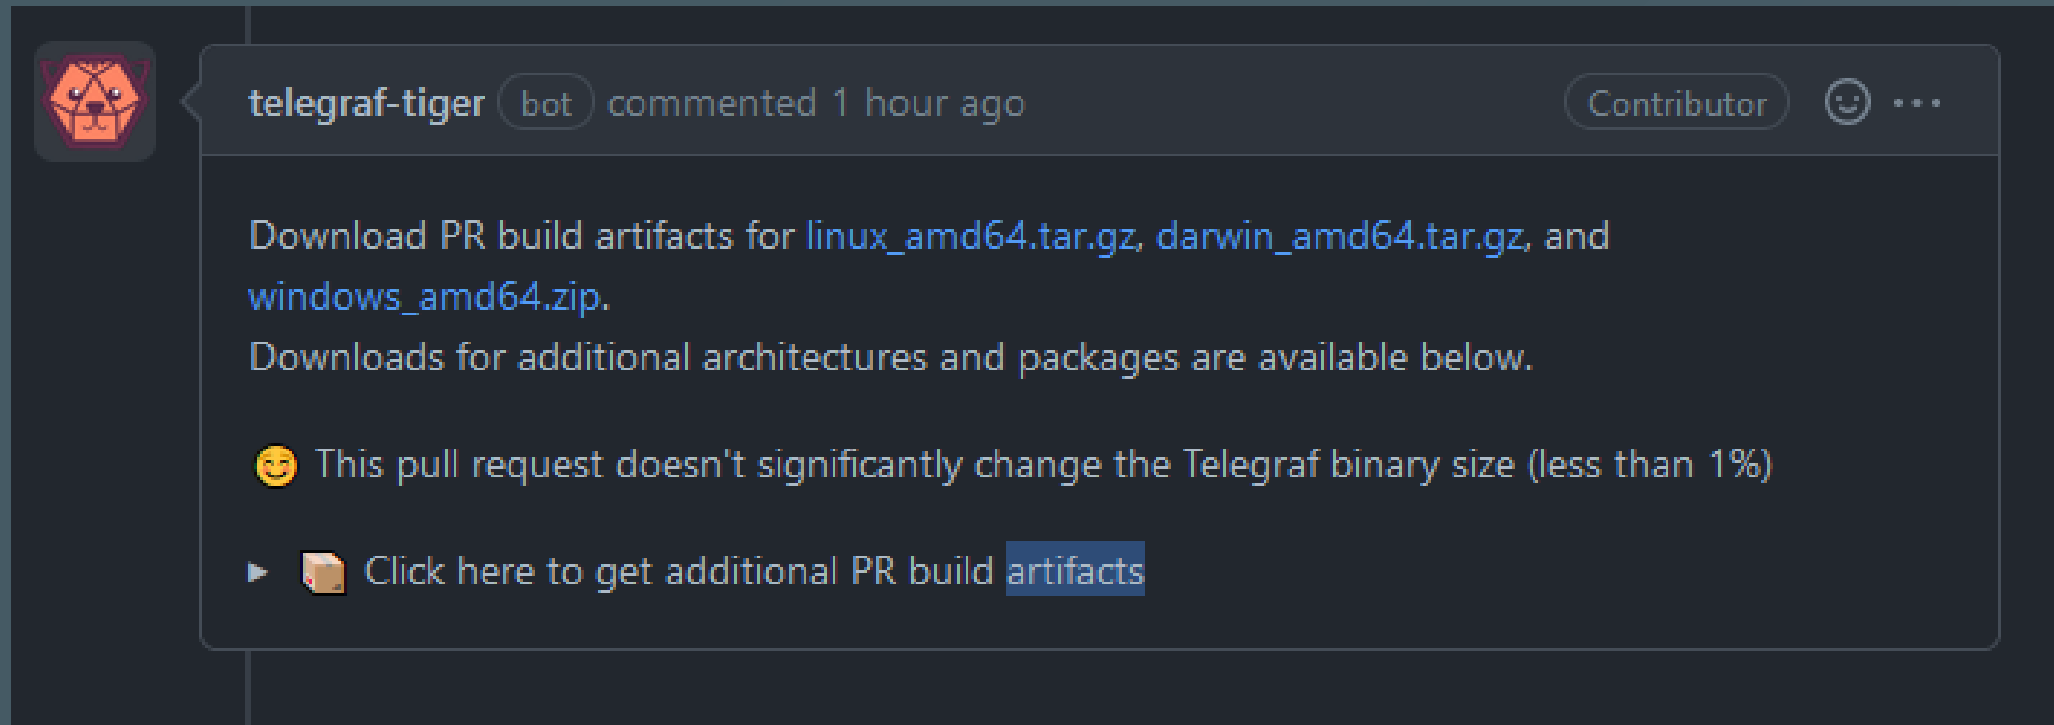 telegraf-tiger bot commented 1 hour ago Contributor
Download PR build artifacts for linux_amd64.tar.gz, darwin_amd64.tar.gz, and
windows_amd64.zip.
Downloads for additional architectures and packages are available below.
😊 This pull request doesn't significantly change the Telegraf binary size (less than 1%)
▶ 📦 Click here to get additional PR build artifacts